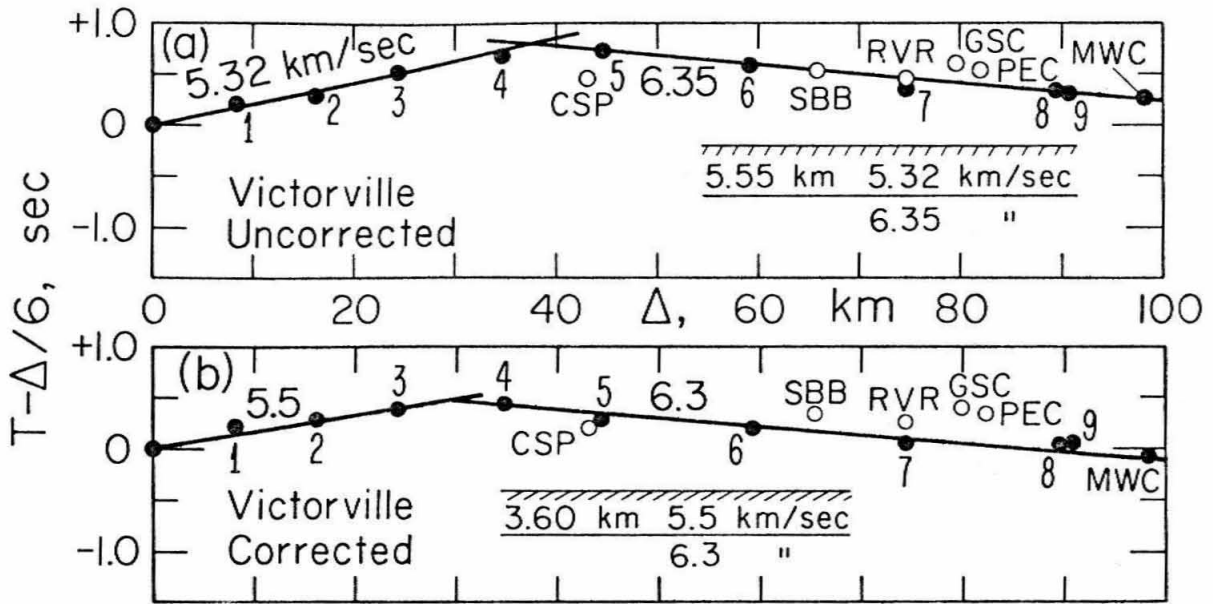 +1.0
0
-1.0
(a)
5.32 km/sec
1
2
3
4
5
CSP
6.35
6
SBB
RVR
7
GSC
PEC
8
9
MWC
Victorville
Uncorrected
5.55 km 5.32 km/sec
6.35 "
0 20 40 Δ, 60 km 80 100
T-Δ/6, sec
+1.0
0
-1.0
(b)
5.5
1
2
3
4
5
CSP
6.3
6
SBB
RVR
7
GSC
PEC
8
9
MWC
Victorville
Corrected
3.60 km 5.5 km/sec
6.3 "